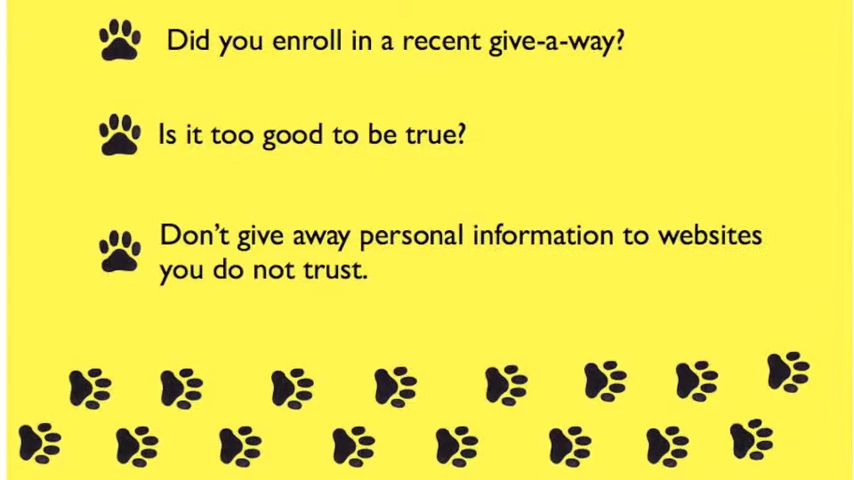 Did you enroll in a recent give-a-way?
Is it too good to be true?
Don't give away personal information to websites
you do not trust.